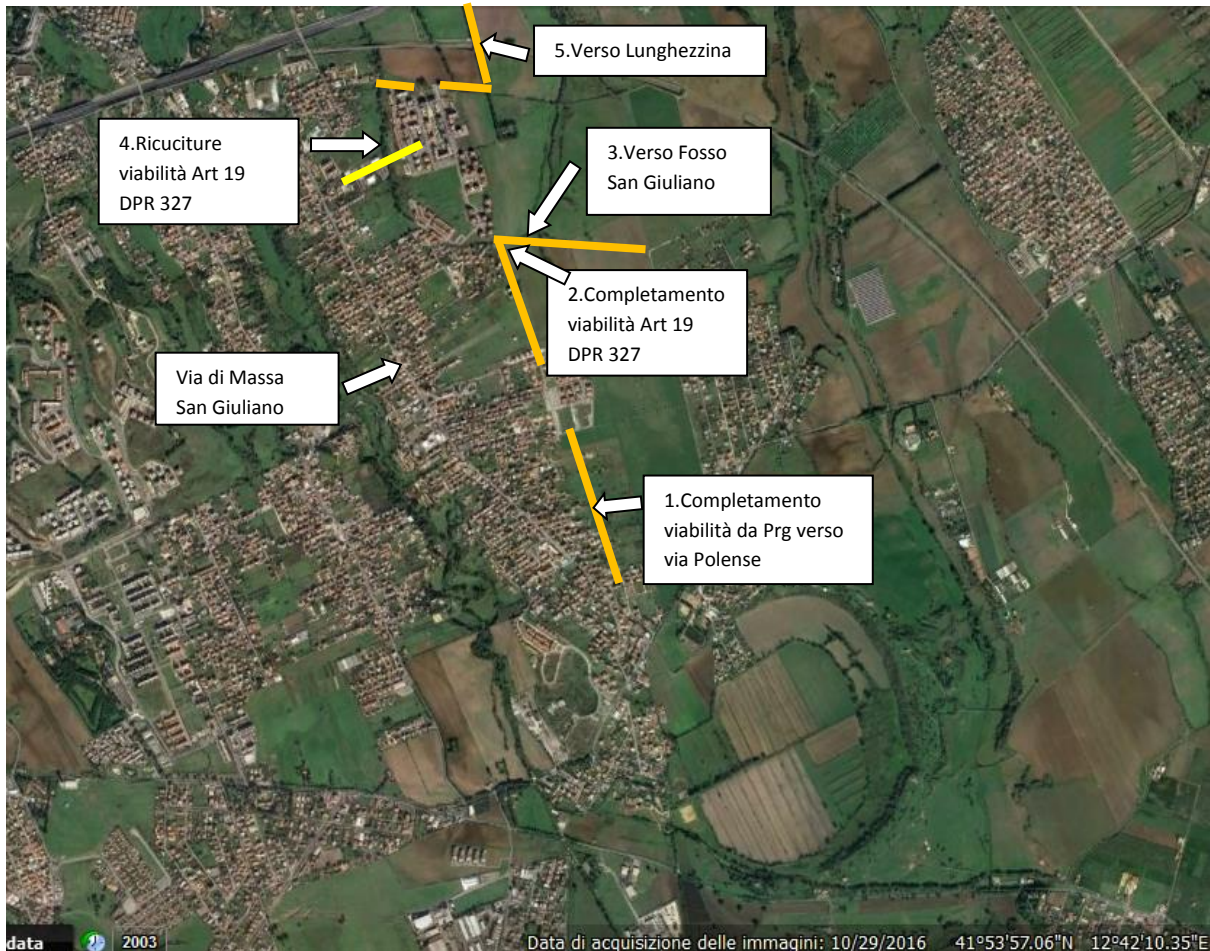 5.Verso Lunghezzina
4.Ricuciture
viabilità Art 19
DPR 327
3.Verso Fosso
San Giuliano
2.Completamento
viabilità Art 19
DPR 327
Via di Massa
San Giuliano
1.Completamento
viabilità da Prg verso
via Polense
data 2003 Data di acquisizione delle immagini: 10/29/2016 41°53'57.06"N 12°42'10.35"E